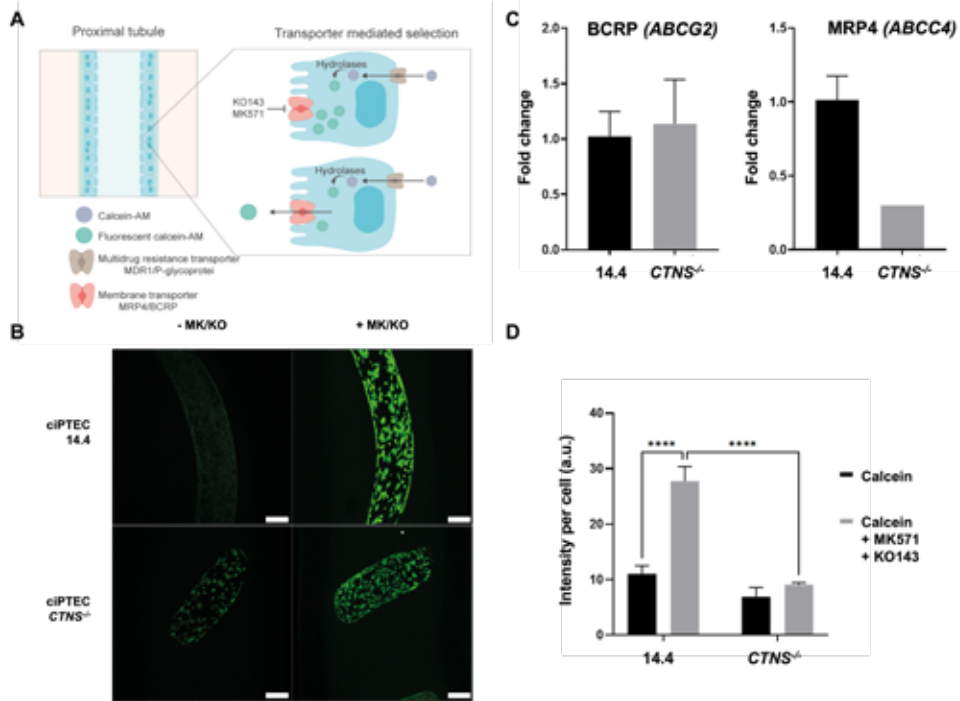 A
Proximal tubule
Transporter mediated selection
Hydrolases
KO143
MK571
Hydrolases
Calcein-AM
Fluorescent calcein-AM
Multidrug resistance transporter
MDR1/P-glycoprotei
Membrane transporter
MRP4/BCRP
B
- MK/KO
+ MK/KO
ciPTEC
14.4
ciPTEC
CTNS-/-
C
BCRP (ABCG2)
Fold change
2.0
1.5
1.0
0.5
0.0
14.4
CTNS-/-
MRP4 (ABCC4)
Fold change
1.5
1.0
0.5
0.0
14.4
CTNS-/-
D
Intensity per cell (a.u.)
40
30
20
10
0
****
****
14.4
CTNS-/-
Calcein
Calcein
+ MK571
+ KO143